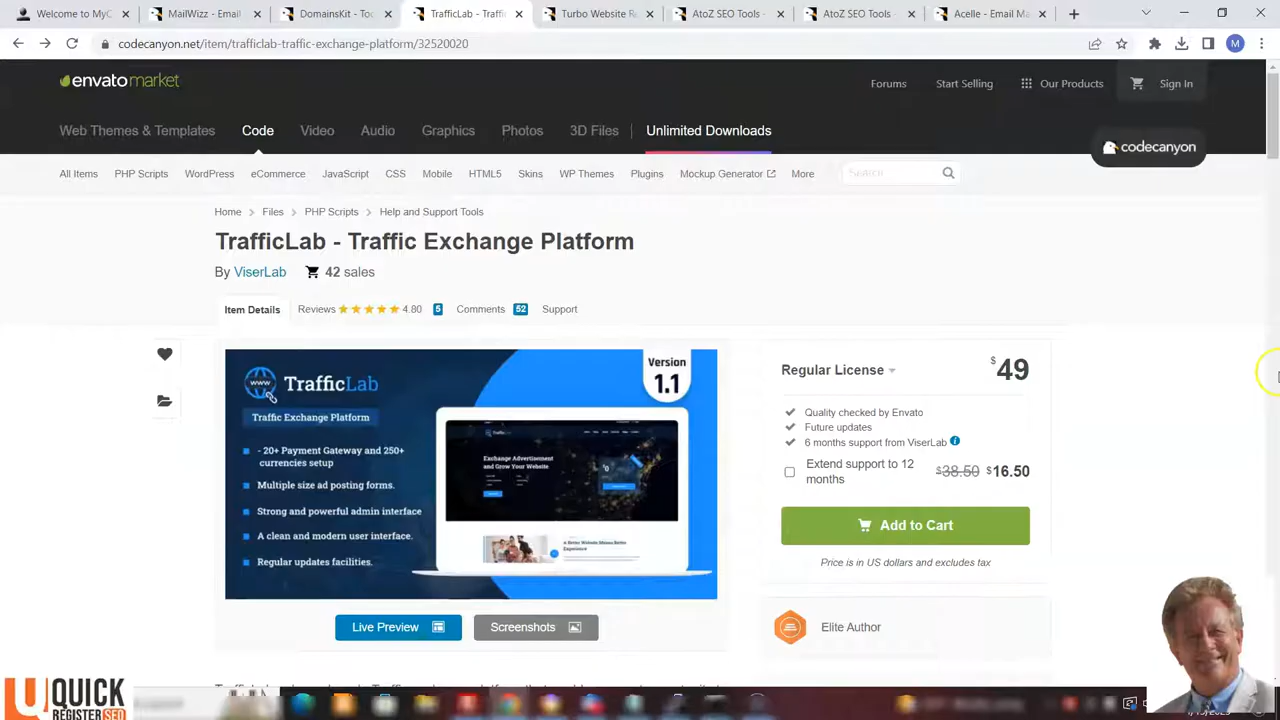 Welcome to MyC
MailWizz - Email
DomainsKit - Too
TrafficLab - Traffi
Turbo Website Re
AtoZ SEO Tools -
AtoZ SEO Tools -
Acelle - Email Ma
codecanyon.net/item/trafficlab-traffic-exchange-platform/32520020
M
envatomarket
Forums
Start Selling
Our Products
Sign In
Web Themes & Templates
Code
Video
Audio
Graphics
Photos
3D Files
Unlimited Downloads
codecanyon
All Items
PHP Scripts
WordPress
eCommerce
JavaScript
CSS
Mobile
HTML5
Skins
WP Themes
Plugins
Mockup Generator
More
Search
Home > Files > PHP Scripts > Help and Support Tools
TrafficLab - Traffic Exchange Platform
By ViserLab 42 sales
Item Details
Reviews 4.80 5
Comments 52
Support
Version
1.1
WWW TrafficLab
Traffic Exchange Platform
- 20+ Payment Gateway and 250+
currencies setup
Multiple size ad posting forms.
Strong and powerful admin interface
A clean and modern user interface.
Regular updates facilities.
Exchange Advertisement
and Grow Your Website
Live Preview
Screenshots
Regular License
$49
Quality checked by Envato
Future updates
6 months support from ViserLab
Extend support to 12
months
$38.50 $16.50
Add to Cart
Price is in US dollars and excludes tax
Elite Author
U QUICK
REGISTERSEO